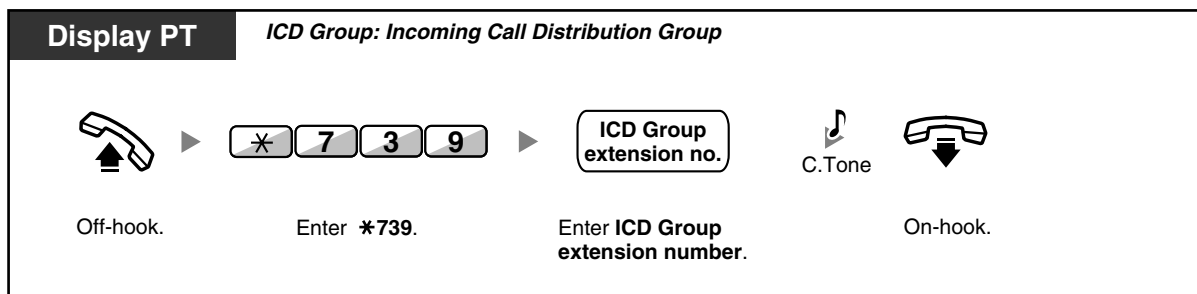 Display PT
ICD Group: Incoming Call Distribution Group
* 7 3 9
ICD Group
extension no.
C.Tone
Off-hook.
Enter *739.
Enter ICD Group
extension number.
On-hook.